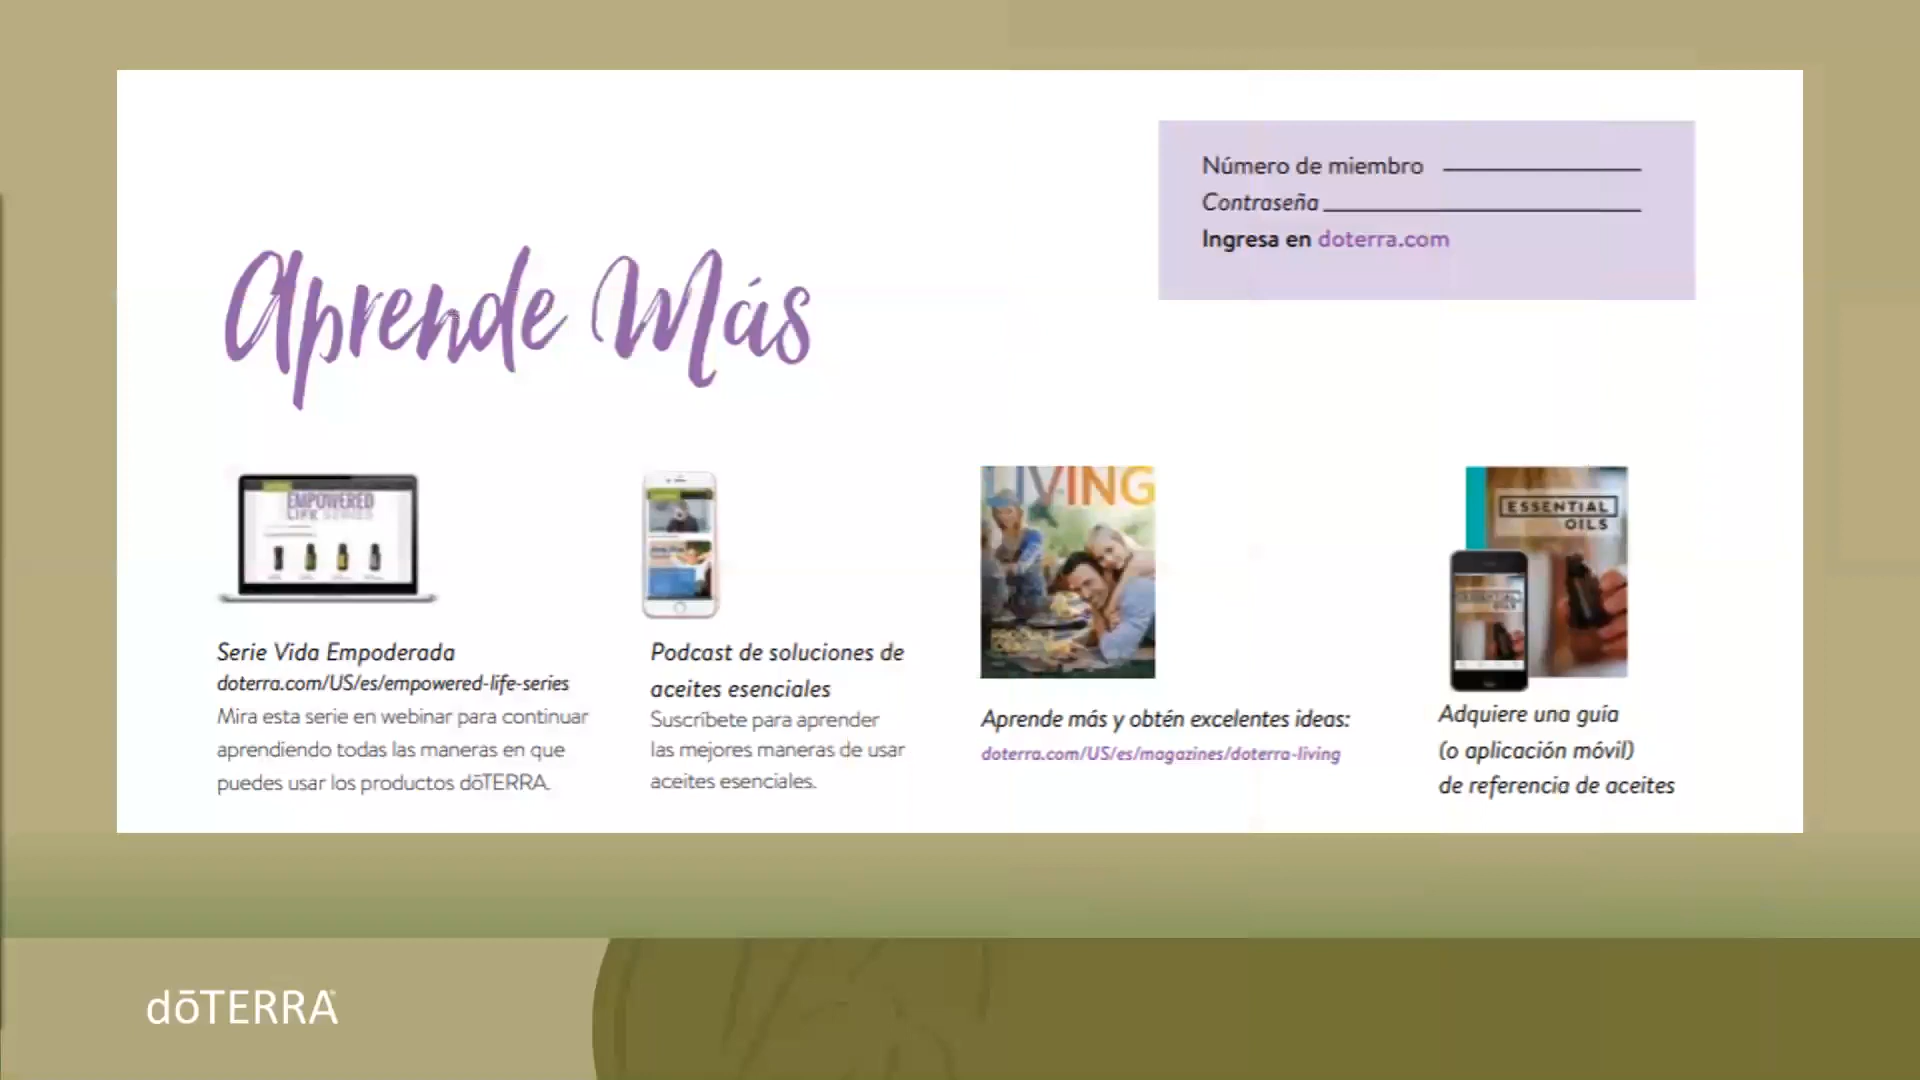 Número de miembro
Contraseña
Ingresa en doterra.com
Aprende Más
EMPOWERED
LIFE SERIES
LIVING
ESSENTIAL
OILS
ESSENTIAL
OILS
Serie Vida Empoderada
doterra.com/US/es/empowered-life-series
Mira esta serie en webinar para continuar
aprendiendo todas las maneras en que
puedes usar los productos dōTERRA.
Podcast de soluciones de
aceites esenciales
Suscríbete para aprender
las mejores maneras de usar
aceites esenciales.
Aprende más y obtén excelentes ideas:
doterra.com/US/es/magazines/doterra-living
Adquiere una guía
(o aplicación móvil)
de referencia de aceites
dōTERRA